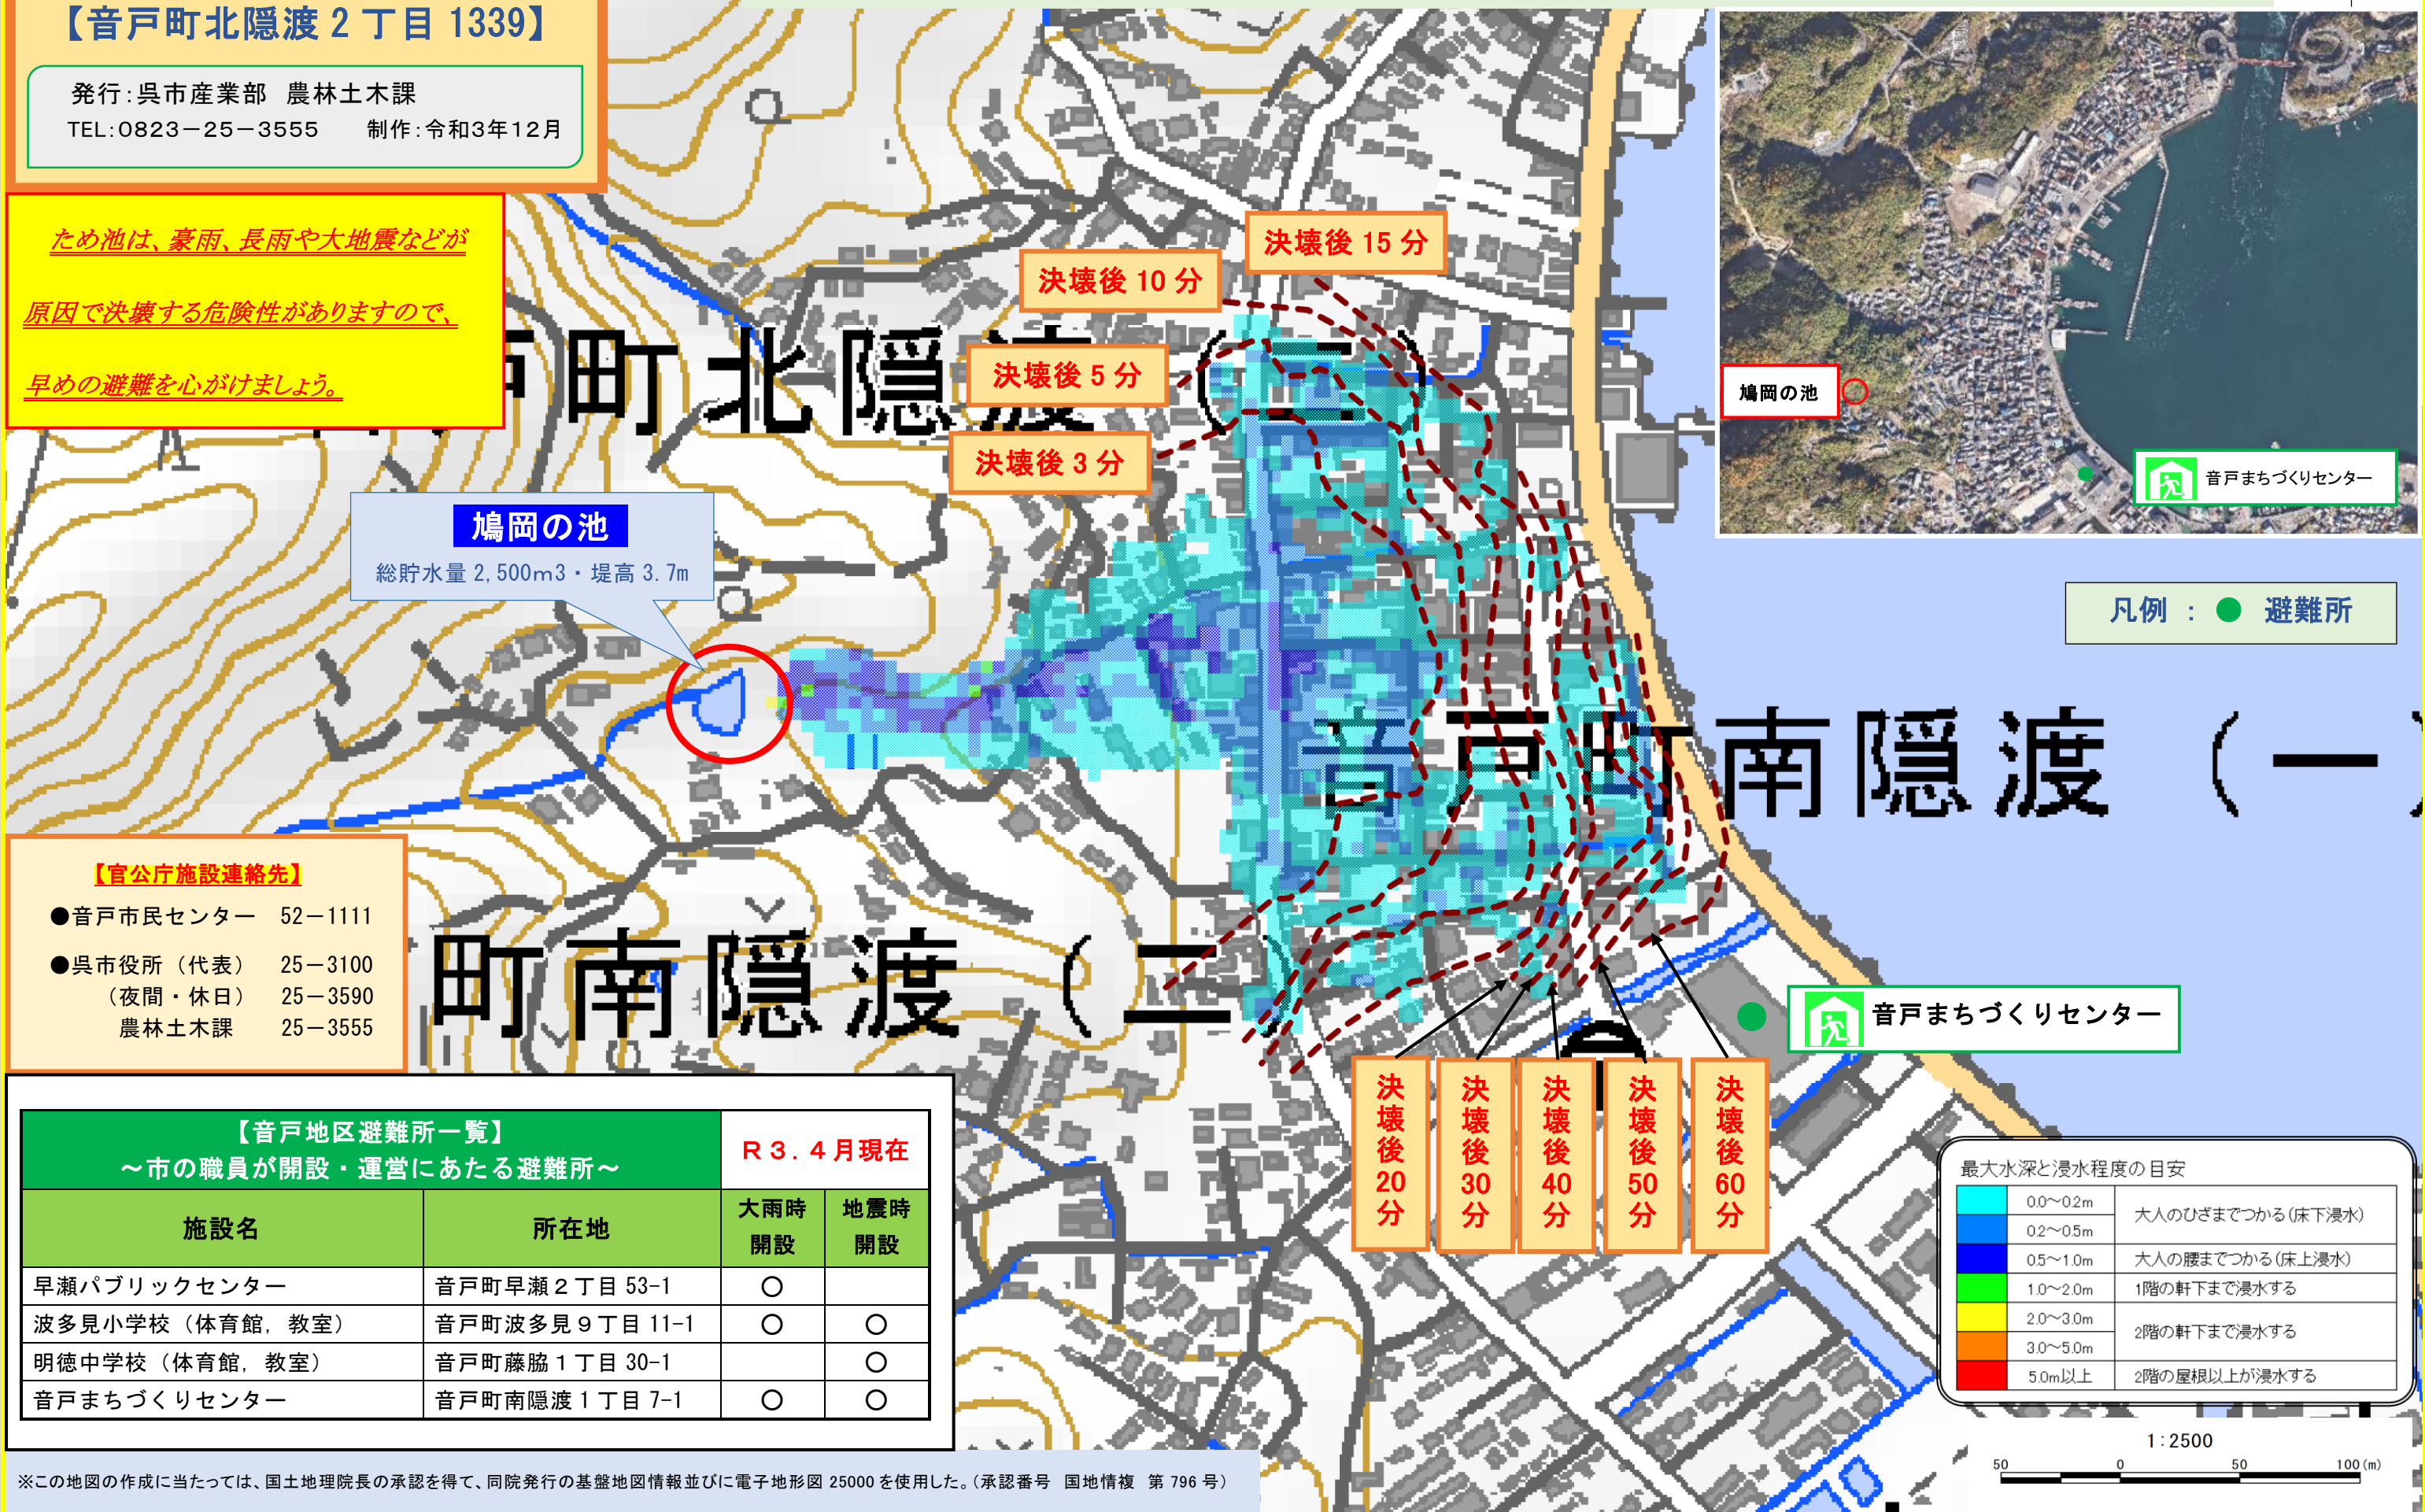 【音戸町北隠渡2丁目1339】
発行:呉市産業部 農林土木課
TEL:0823-25-3555 制作:令和3年12月
ため池は、豪雨、長雨や大地震などが
原因で決壊する危険性がありますので、
早めの避難を心がけましょう。
決壊後15分
決壊後10分
決壊後5分
決壊後3分
町北隠渡(二)
鳩岡の池
総貯水量2,500m3・堤高3.7m
鳩岡の池
音戸まちづくりセンター
凡例 : ● 避難所
音戸町南隠渡(一)
町南隠渡(二)
【官公庁施設連絡先】
●音戸市民センター 52-1111
●呉市役所(代表) 25-3100
(夜間・休日) 25-3590
農林土木課 25-3555
音戸まちづくりセンター
決壊後20分
決壊後30分
決壊後40分
決壊後50分
決壊後60分
【音戸地区避難所一覧】
~市の職員が開設・運営にあたる避難所~
R3.4月現在
施設名 所在地 大雨時開設 地震時開設
早瀬パブリックセンター 音戸町早瀬2丁目53-1 ○
波多見小学校(体育館,教室) 音戸町波多見9丁目11-1 ○ ○
明徳中学校(体育館,教室) 音戸町藤脇1丁目30-1 ○
音戸まちづくりセンター 音戸町南隠渡1丁目7-1 ○ ○
最大水深と浸水程度の目安
0.0~0.2m 大人のひざまでつかる(床下浸水)
0.2~0.5m
0.5~1.0m 大人の腰までつかる(床上浸水)
1.0~2.0m 1階の軒下まで浸水する
2.0~3.0m 2階の軒下まで浸水する
3.0~5.0m
5.0m以上 2階の屋根以上が浸水する
1:2500
50 0 50 100(m)
※この地図の作成に当たっては、国土地理院長の承認を得て、同院発行の基盤地図情報並びに電子地形図25000を使用した。(承認番号 国地情複 第796号)